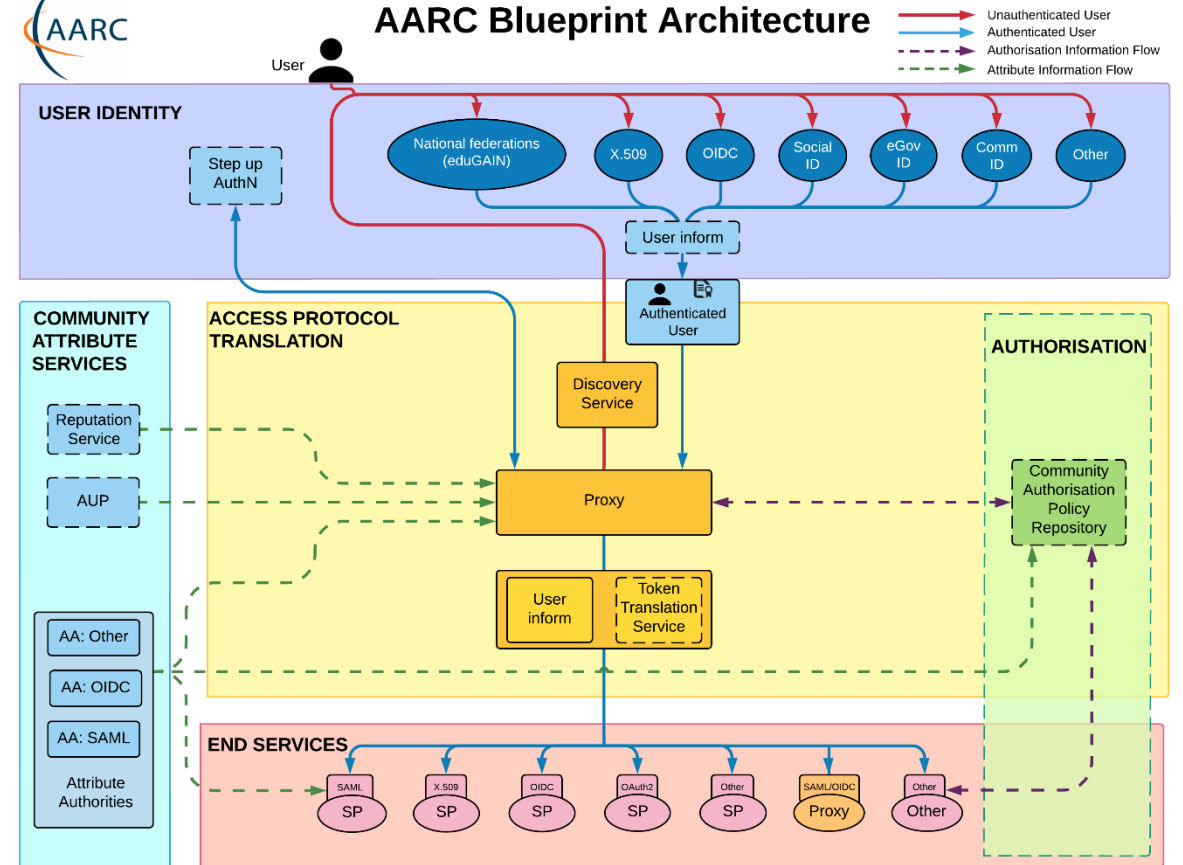 AARC
AARC Blueprint Architecture
Unauthenticated User
Authenticated User
Authorisation Information Flow
Attribute Information Flow
User
USER IDENTITY
Step up
AuthN
National federations
(eduGAIN)
X.509
OIDC
Social
ID
eGov
ID
Comm
ID
Other
User inform
Authenticated
User
COMMUNITY
ATTRIBUTE
SERVICES
ACCESS PROTOCOL
TRANSLATION
AUTHORISATION
Discovery
Service
Reputation
Service
AUP
Proxy
Community
Authorisation
Policy
Repository
User
inform
Token
Translation
Service
AA: Other
AA: OIDC
AA: SAML
Attribute
Authorities
END SERVICES
SAML
SP
X.509
SP
OIDC
SP
OAuth2
SP
Other
SP
SAML/OIDC
Proxy
Other
Other